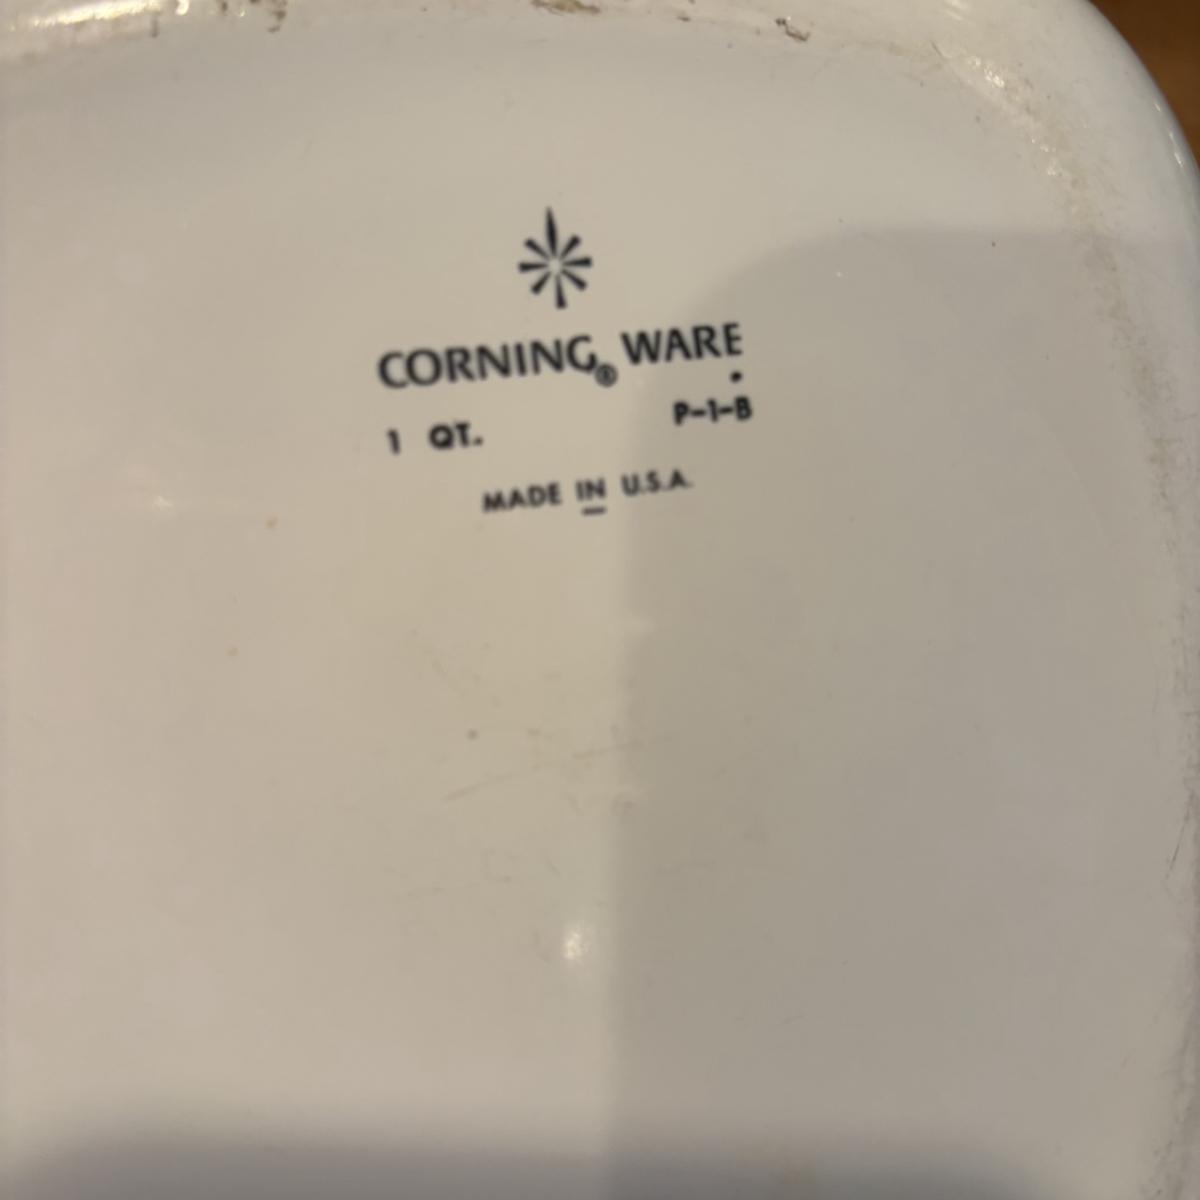 CORNING® WARE
1 QT. P-1-B
MADE IN U.S.A.